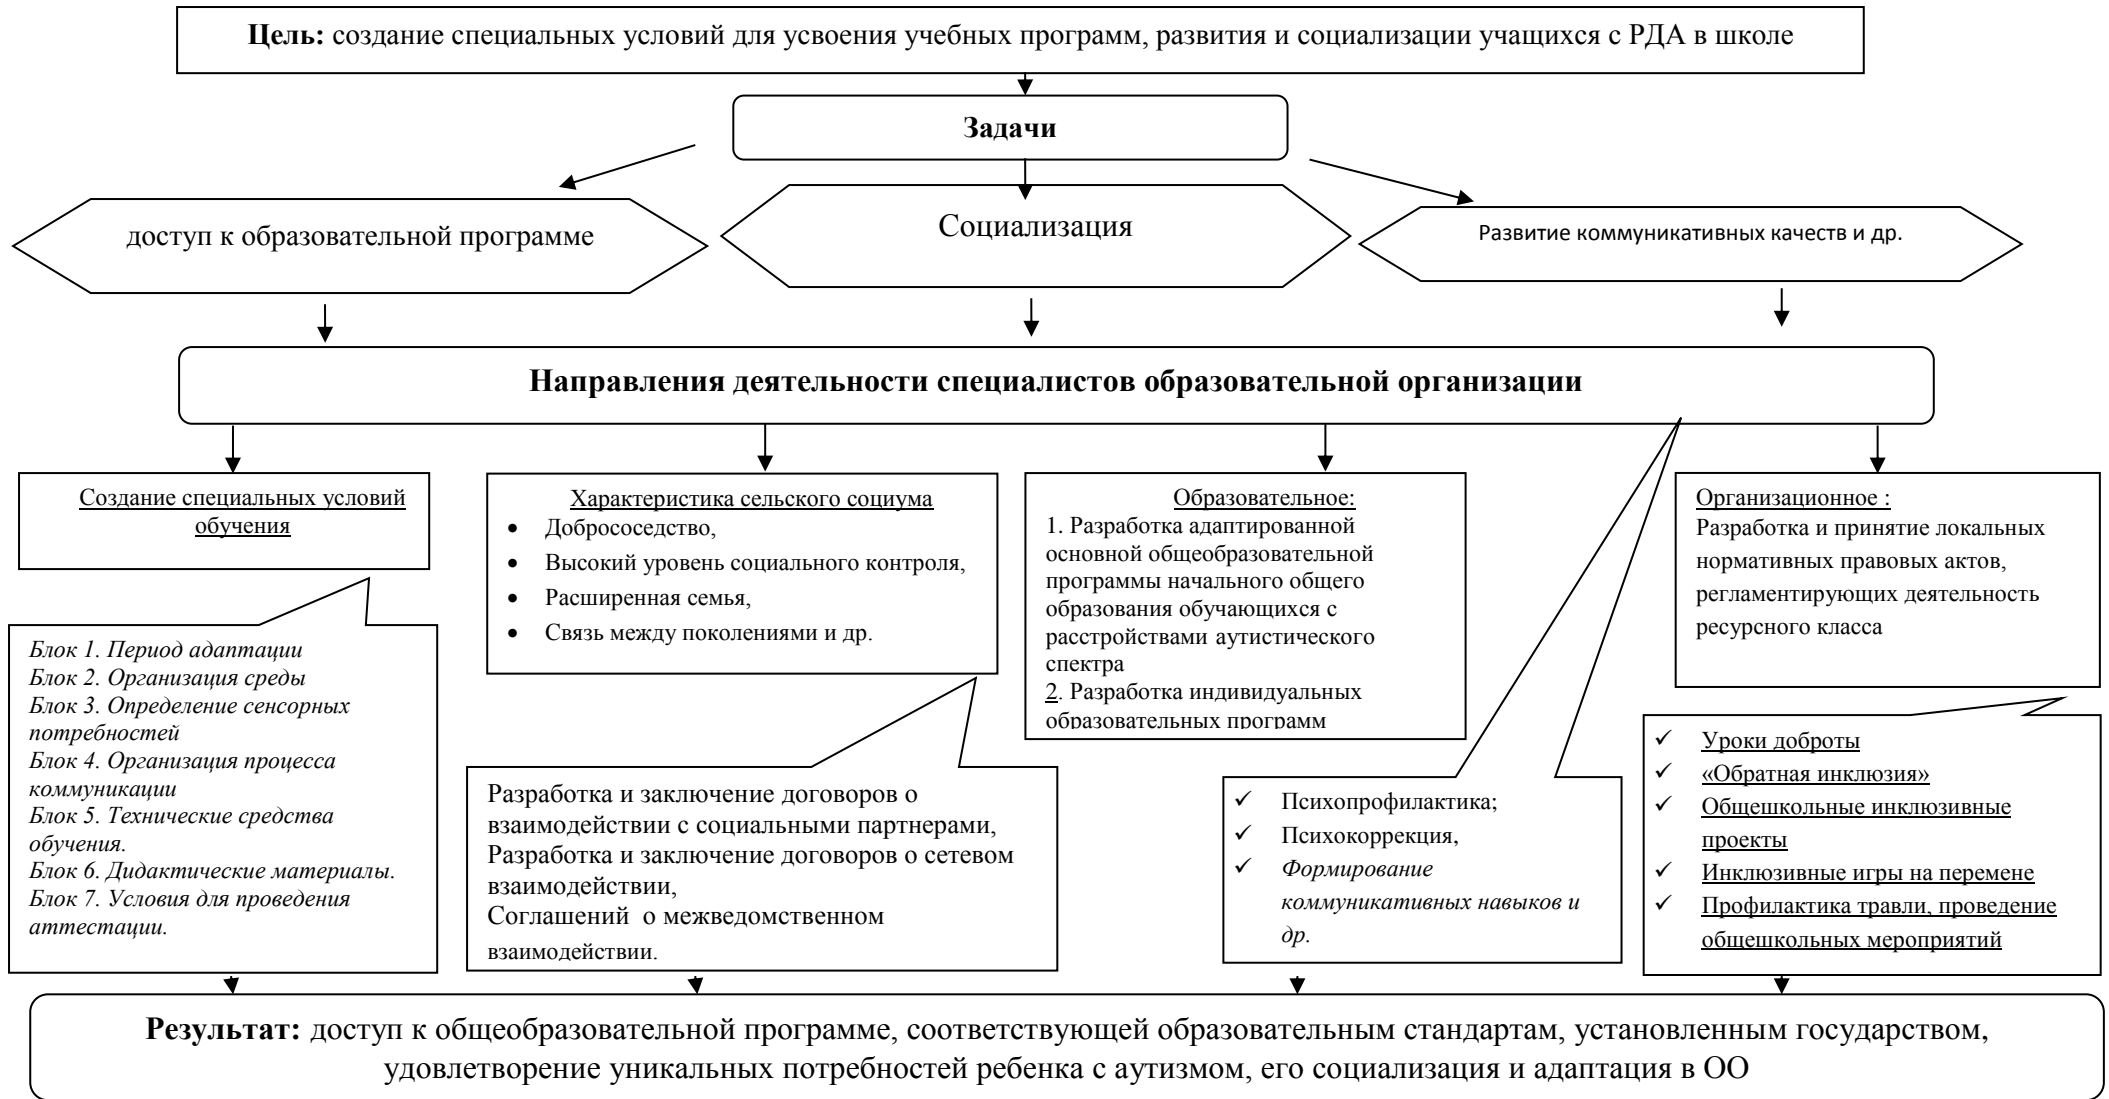 Цель: создание специальных условий для усвоения учебных программ, развития и социализации учащихся с РДА в школе
Задачи
доступ к образовательной программе
Социализация
Развитие коммуникативных качеств и др.
Направления деятельности специалистов образовательной организации
Создание специальных условий
обучения
Характеристика сельского социума
• Добрососедство,
• Высокий уровень социального контроля,
• Расширенная семья,
• Связь между поколениями и др.
Образовательное:
1. Разработка адаптированной
основной общеобразовательной
программы начального общего
образования обучающихся с
расстройствами аутистического
спектра
2. Разработка индивидуальных
образовательных программ
Организационное :
Разработка и принятие локальных
нормативных правовых актов,
регламентирующих деятельность
ресурсного класса
Блок 1. Период адаптации
Блок 2. Организация среды
Блок 3. Определение сенсорных
потребностей
Блок 4. Организация процесса
коммуникации
Блок 5. Технические средства
обучения.
Блок 6. Дидактические материалы.
Блок 7. Условия для проведения
аттестации.
Разработка и заключение договоров о
взаимодействии с социальными партнерами,
Разработка и заключение договоров о сетевом
взаимодействии,
Соглашений о межведомственном
взаимодействии.
✓ Психопрофилактика;
✓ Психокоррекция,
✓ Формирование
коммуникативных навыков и
др.
✓ Уроки доброты
✓ «Обратная инклюзия»
✓ Общешкольные инклюзивные
проекты
✓ Инклюзивные игры на перемене
✓ Профилактика травли, проведение
общешкольных мероприятий
Результат: доступ к общеобразовательной программе, соответствующей образовательным стандартам, установленным государством,
удовлетворение уникальных потребностей ребенка с аутизмом, его социализация и адаптация в ОО